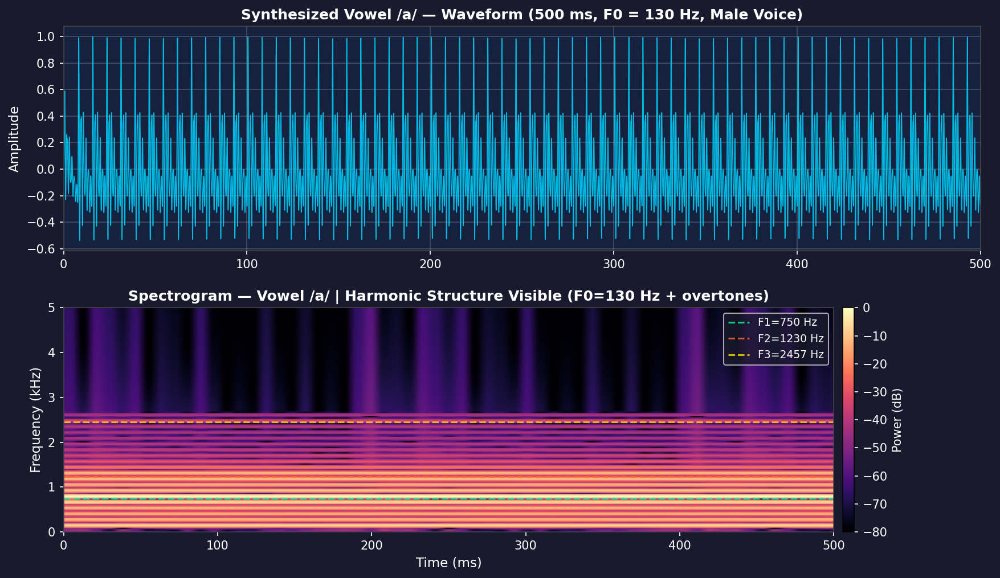 Synthesized Vowel /a/ — Waveform (500 ms, F0 = 130 Hz, Male Voice)
Amplitude
1.0
0.8
0.6
0.4
0.2
0.0
−0.2
−0.4
−0.6
0 100 200 300 400 500
Spectrogram — Vowel /a/ | Harmonic Structure Visible (F0=130 Hz + overtones)
Frequency (kHz)
5
4
3
2
1
0
F1=750 Hz
F2=1230 Hz
F3=2457 Hz
0 100 200 300 400 500
Time (ms)
0
−10
−20
−30
−40
−50
−60
−70
−80
Power (dB)